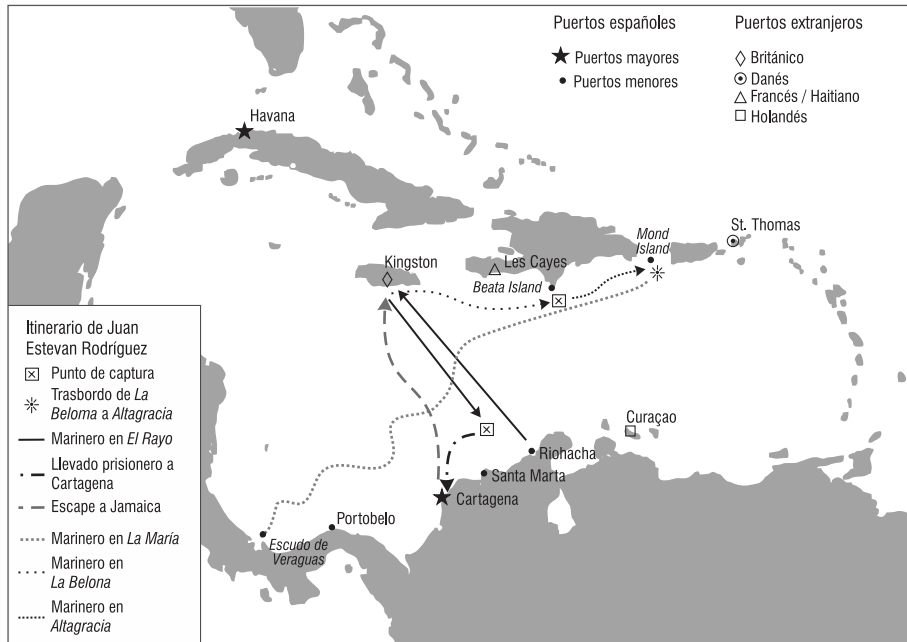 Puertos españoles
Puertos mayores
Puertos menores
Puertos extranjeros
Británico
Danés
Francés / Haitiano
Holandés
Havana
Mond
Island
St. Thomas
Kingston
Les Cayes
Beata Island
Curaçao
Riohacha
Santa Marta
Cartagena
Portobelo
Escudo de
Veraguas
Itinerario de Juan
Estevan Rodríguez
Punto de captura
Trasbordo de La
Beloma a Altagracia
Marinero en El Rayo
Llevado prisionero a
Cartagena
Escape a Jamaica
Marinero en La María
Marinero en
La Belona
Marinero en
Altagracia